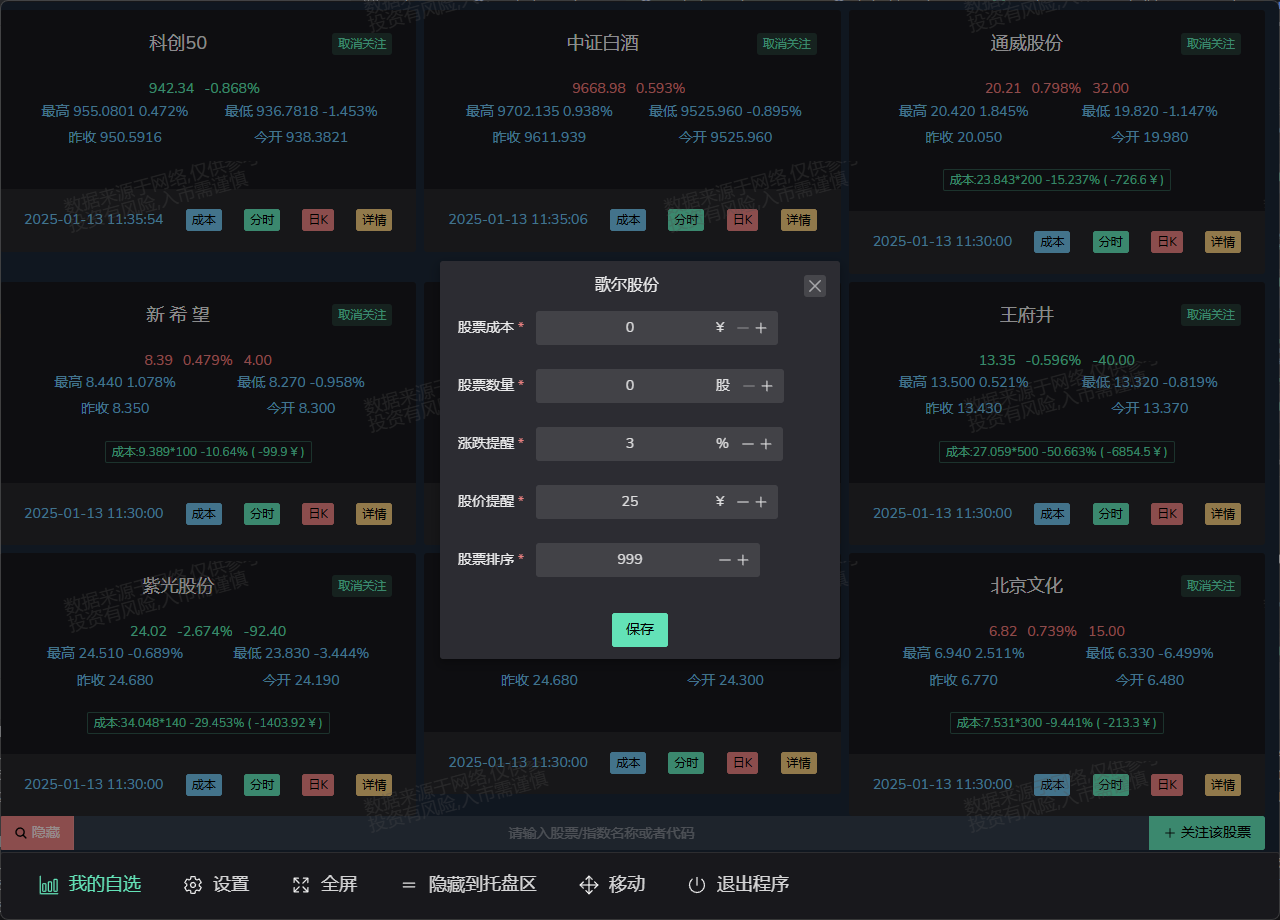 科创50 取消关注
942.34 -0.868%
最高 955.0801 0.472% 最低 936.7818 -1.453%
昨收 950.5916 今开 938.3821
2025-01-13 11:35:54 成本 分时 日K 详情
中证白酒 取消关注
9668.98 0.593%
最高 9702.135 0.938% 最低 9525.960 -0.895%
昨收 9611.939 今开 9525.960
2025-01-13 11:35:06 成本 分时 日K 详情
通威股份 取消关注
20.21 0.798% 32.00
最高 20.420 1.845% 最低 19.820 -1.147%
昨收 20.050 今开 19.980
成本:23.843*200 -15.237% ( -726.6 ¥ )
2025-01-13 11:30:00 成本 分时 日K 详情
新 希 望 取消关注
8.39 0.479% 4.00
最高 8.440 1.078% 最低 8.270 -0.958%
昨收 8.350 今开 8.300
成本:9.389*100 -10.64% ( -99.9 ¥ )
2025-01-13 11:30:00 成本 分时 日K 详情
歌尔股份
股票成本 * 0 ¥
股票数量 * 0 股
涨跌提醒 * 3 %
股价提醒 * 25 ¥
股票排序 * 999
保存
王府井 取消关注
13.35 -0.596% -40.00
最高 13.500 0.521% 最低 13.320 -0.819%
昨收 13.430 今开 13.370
成本:27.059*500 -50.663% ( -6854.5 ¥ )
2025-01-13 11:30:00 成本 分时 日K 详情
紫光股份 取消关注
24.02 -2.674% -92.40
最高 24.510 -0.689% 最低 23.830 -3.444%
昨收 24.680 今开 24.190
成本:34.048*140 -29.453% ( -1403.92 ¥ )
2025-01-13 11:30:00 成本 分时 日K 详情
昨收 24.680 今开 24.300
2025-01-13 11:30:00 成本 分时 日K 详情
北京文化 取消关注
6.82 0.739% 15.00
最高 6.940 2.511% 最低 6.330 -6.499%
昨收 6.770 今开 6.480
成本:7.531*300 -9.441% ( -213.3 ¥ )
2025-01-13 11:30:00 成本 分时 日K 详情
数据来源于网络,仅供参考
投资有风险,入市需谨慎
隐藏 请输入股票/指数名称或者代码 + 关注该股票
我的自选 设置 全屏 隐藏到托盘区 移动 退出程序